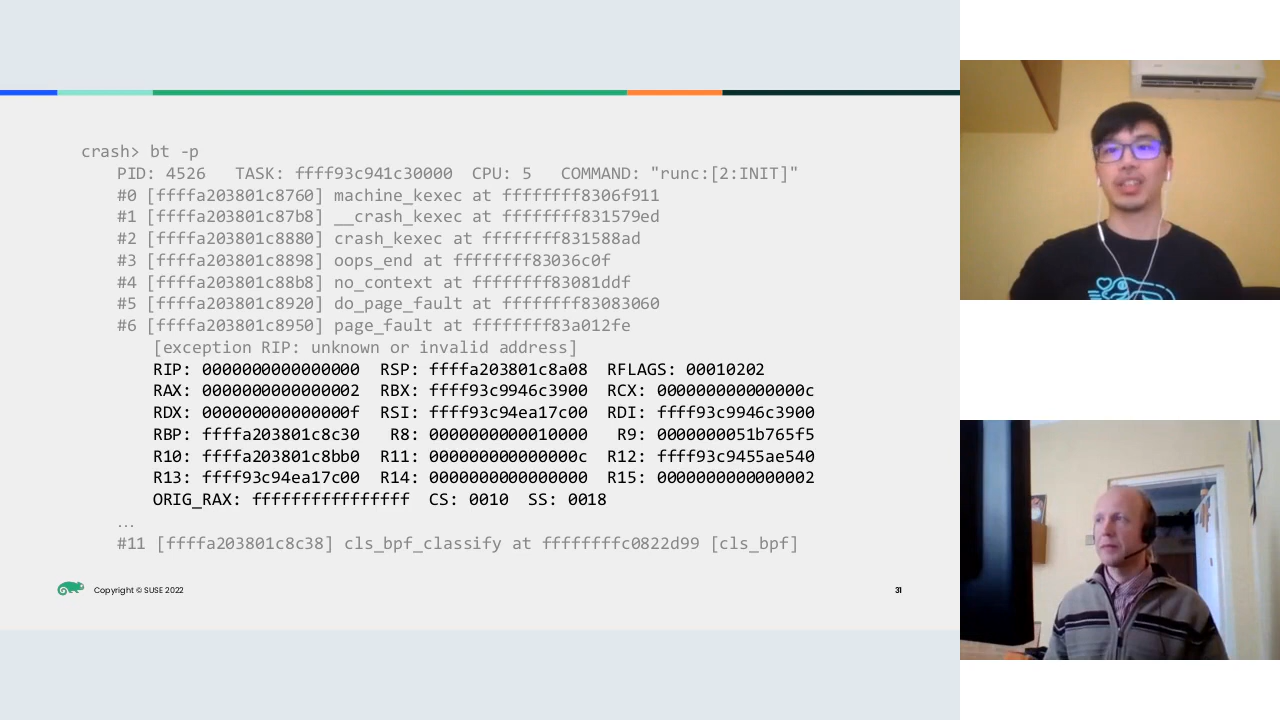 crash> bt -p
PID: 4526 TASK: ffff93c941c30000 CPU: 5 COMMAND: "runc:[2:INIT]"
#0 [ffffa203801c8760] machine_kexec at ffffffff8306f911
#1 [ffffa203801c87b8] __crash_kexec at ffffffff831579ed
#2 [ffffa203801c8880] crash_kexec at ffffffff831588ad
#3 [ffffa203801c8898] oops_end at ffffffff83036c0f
#4 [ffffa203801c88b8] no_context at ffffffff83081ddf
#5 [ffffa203801c8920] do_page_fault at ffffffff83083060
#6 [ffffa203801c8950] page_fault at ffffffff83a012fe
[exception RIP: unknown or invalid address]
RIP: 0000000000000000 RSP: ffffa203801c8a08 RFLAGS: 00010202
RAX: 0000000000000002 RBX: ffff93c9946c3900 RCX: 000000000000000c
RDX: 000000000000000f RSI: ffff93c94ea17c00 RDI: ffff93c9946c3900
RBP: ffffa203801c8c30 R8: 0000000000010000 R9: 0000000051b765f5
R10: ffffa203801c8bb0 R11: 000000000000000c R12: ffff93c9455ae540
R13: ffff93c94ea17c00 R14: 0000000000000000 R15: 0000000000000002
ORIG_RAX: ffffffffffffffff CS: 0010 SS: 0018
...
#11 [ffffa203801c8c38] cls_bpf_classify at ffffffffc0822d99 [cls_bpf]
Copyright © SUSE 2022
31